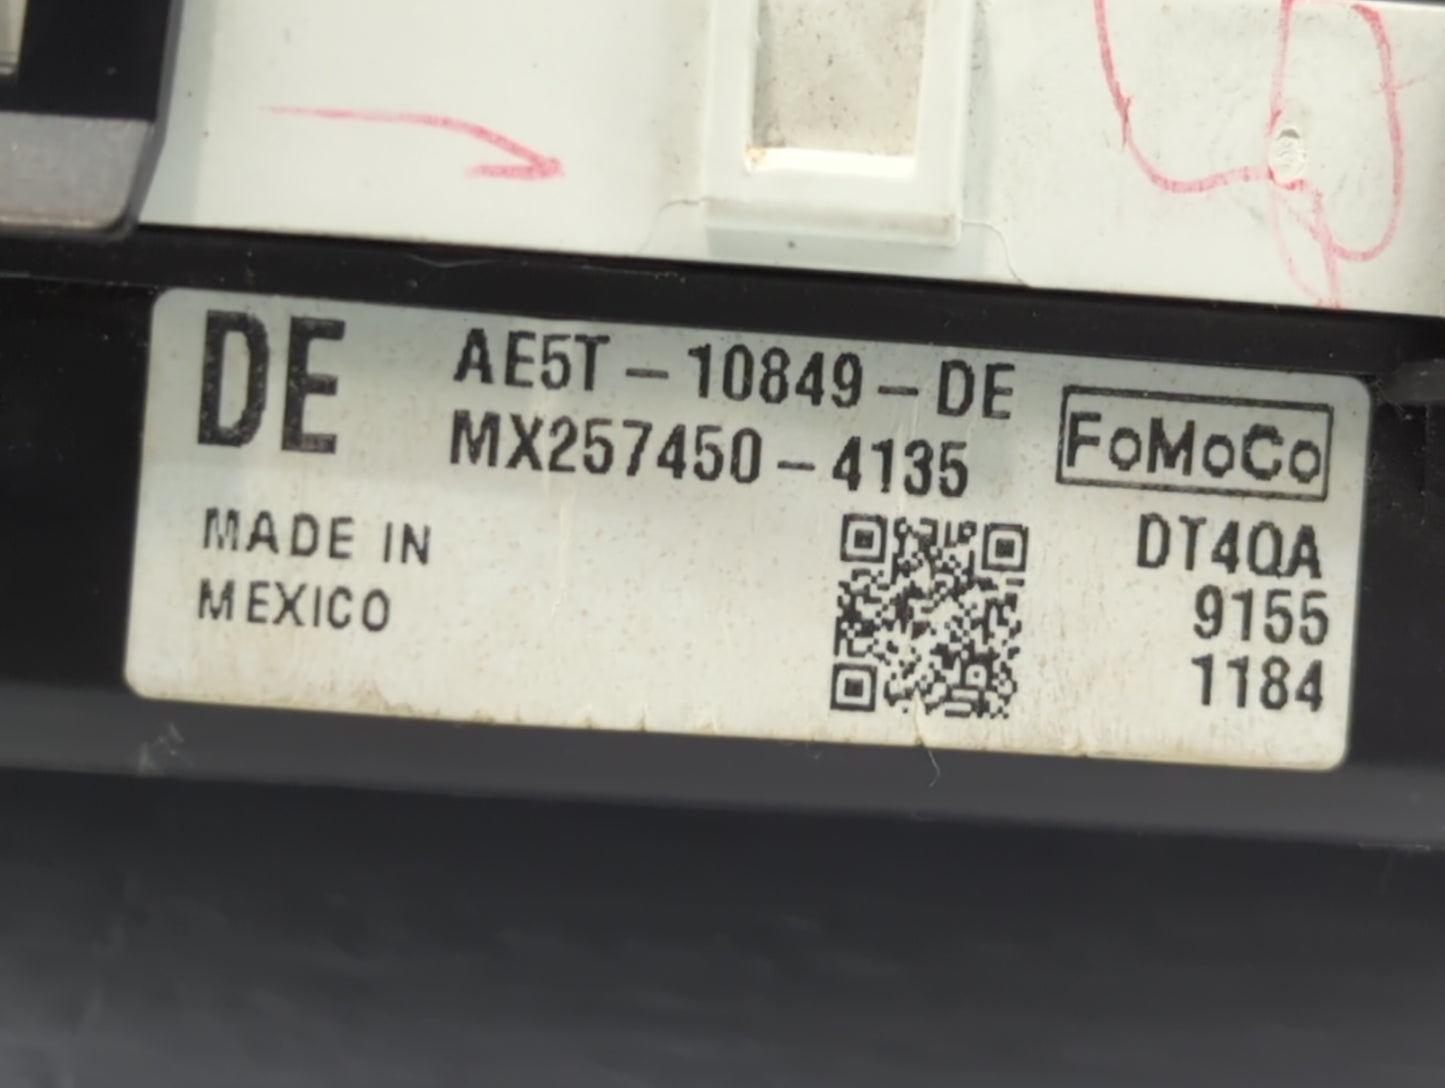 DE
AE5T-10849-DE
MX257450-4135
FoMoCo
MADE IN
MEXICO
DT4QA
9155
1184